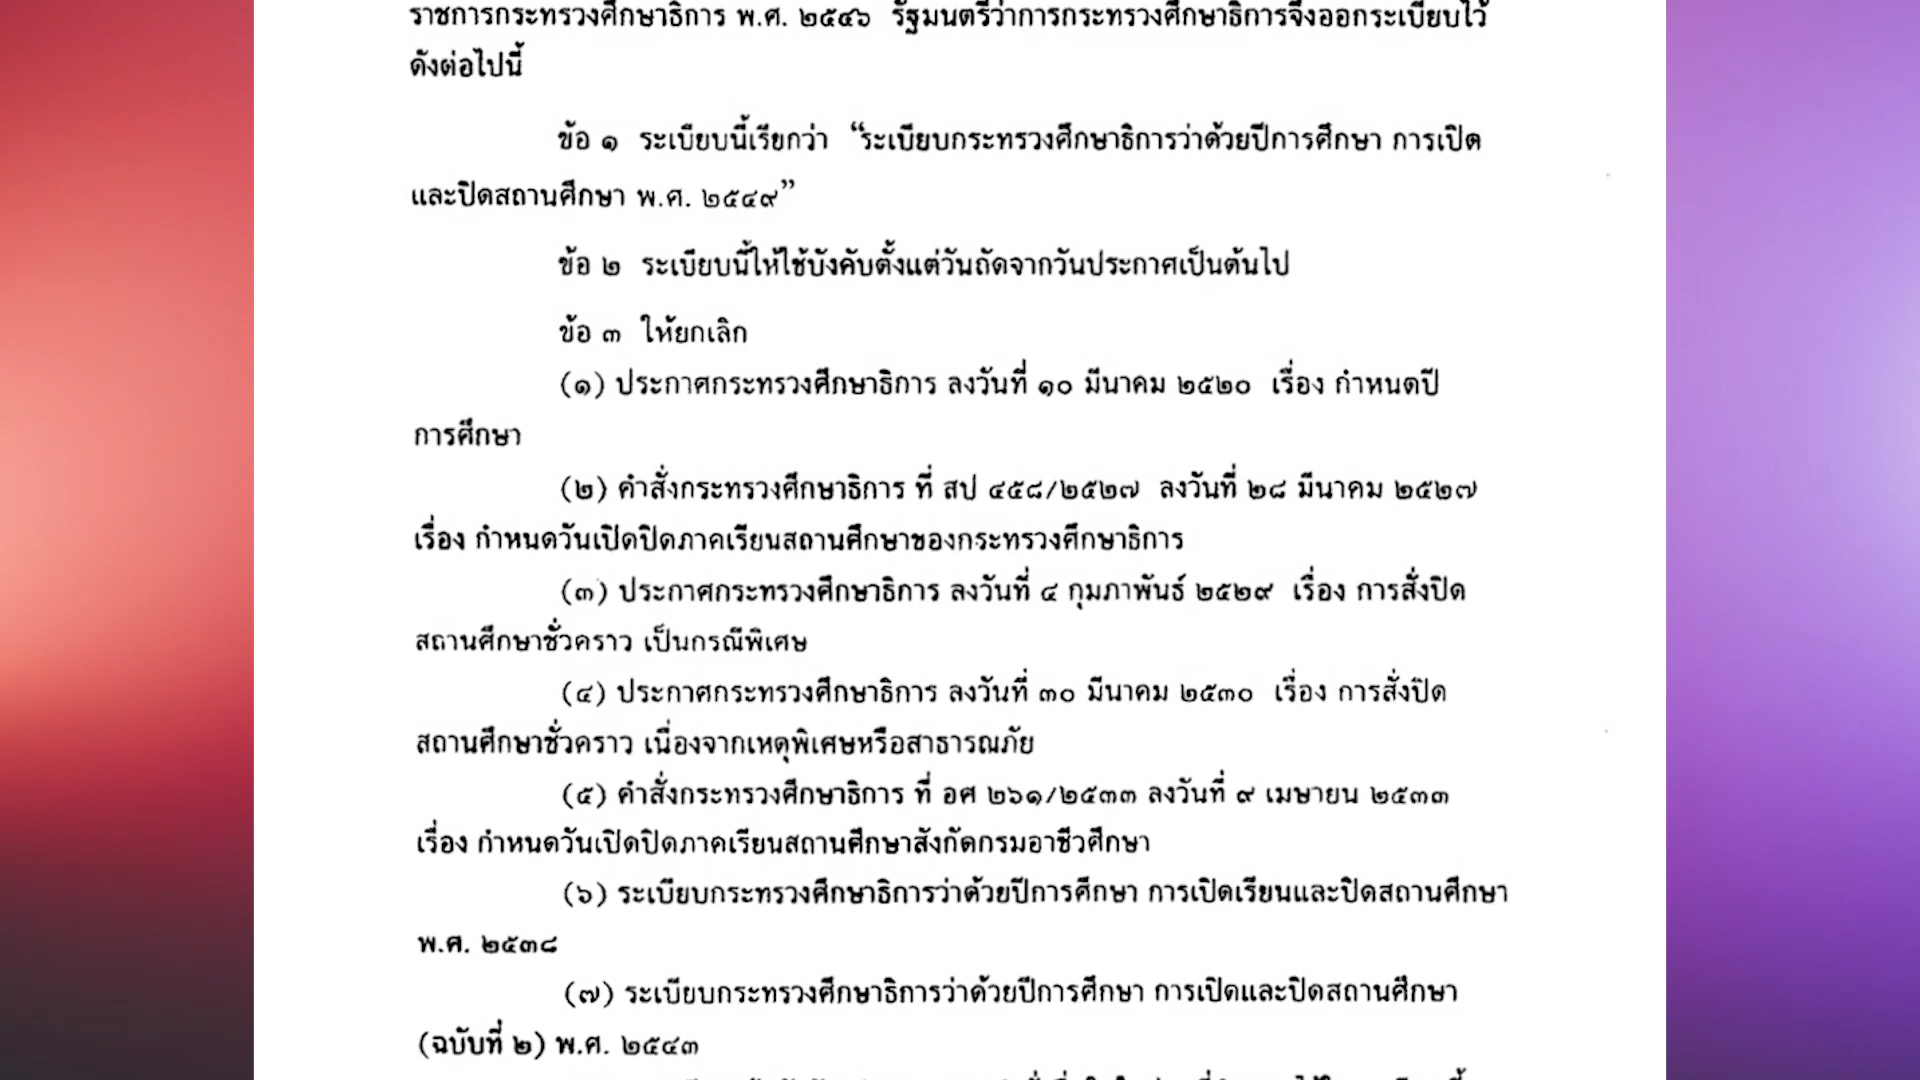 ราชการกระทรวงศึกษาธิการ พ.ศ. ๒๕๔๖ รัฐมนตรีว่าการกระทรวงศึกษาธิการจึงออกระเบียบไว้
ดังต่อไปนี้
ข้อ ๑ ระเบียบนี้เรียกว่า “ระเบียบกระทรวงศึกษาธิการว่าด้วยปีการศึกษา การเปิด
และปิดสถานศึกษา พ.ศ. ๒๕๔๙”
ข้อ ๒ ระเบียบนี้ให้ใช้บังคับตั้งแต่วันถัดจากวันประกาศเป็นต้นไป
ข้อ ๓ ให้ยกเลิก
(๑) ประกาศกระทรวงศึกษาธิการ ลงวันที่ ๑๐ มีนาคม ๒๕๒๐ เรื่อง กำหนดปี
การศึกษา
(๒) คำสั่งกระทรวงศึกษาธิการ ที่ สป ๔๕๘/๒๕๒๗ ลงวันที่ ๒๘ มีนาคม ๒๕๒๗
เรื่อง กำหนดวันเปิดปิดภาคเรียนสถานศึกษาของกระทรวงศึกษาธิการ
(๓) ประกาศกระทรวงศึกษาธิการ ลงวันที่ ๔ กุมภาพันธ์ ๒๕๒๙ เรื่อง การสั่งปิด
สถานศึกษาชั่วคราว เป็นกรณีพิเศษ
(๔) ประกาศกระทรวงศึกษาธิการ ลงวันที่ ๓๐ มีนาคม ๒๕๓๐ เรื่อง การสั่งปิด
สถานศึกษาชั่วคราว เนื่องจากเหตุพิเศษหรือสาธารณภัย
(๕) คำสั่งกระทรวงศึกษาธิการ ที่ อศ ๒๖๑/๒๕๓๓ ลงวันที่ ๙ เมษายน ๒๕๓๓
เรื่อง กำหนดวันเปิดปิดภาคเรียนสถานศึกษาสังกัดกรมอาชีวศึกษา
(๖) ระเบียบกระทรวงศึกษาธิการว่าด้วยปีการศึกษา การเปิดเรียนและปิดสถานศึกษา
พ.ศ. ๒๕๓๘
(๗) ระเบียบกระทรวงศึกษาธิการว่าด้วยปีการศึกษา การเปิดและปิดสถานศึกษา
(ฉบับที่ ๒) พ.ศ. ๒๕๔๓